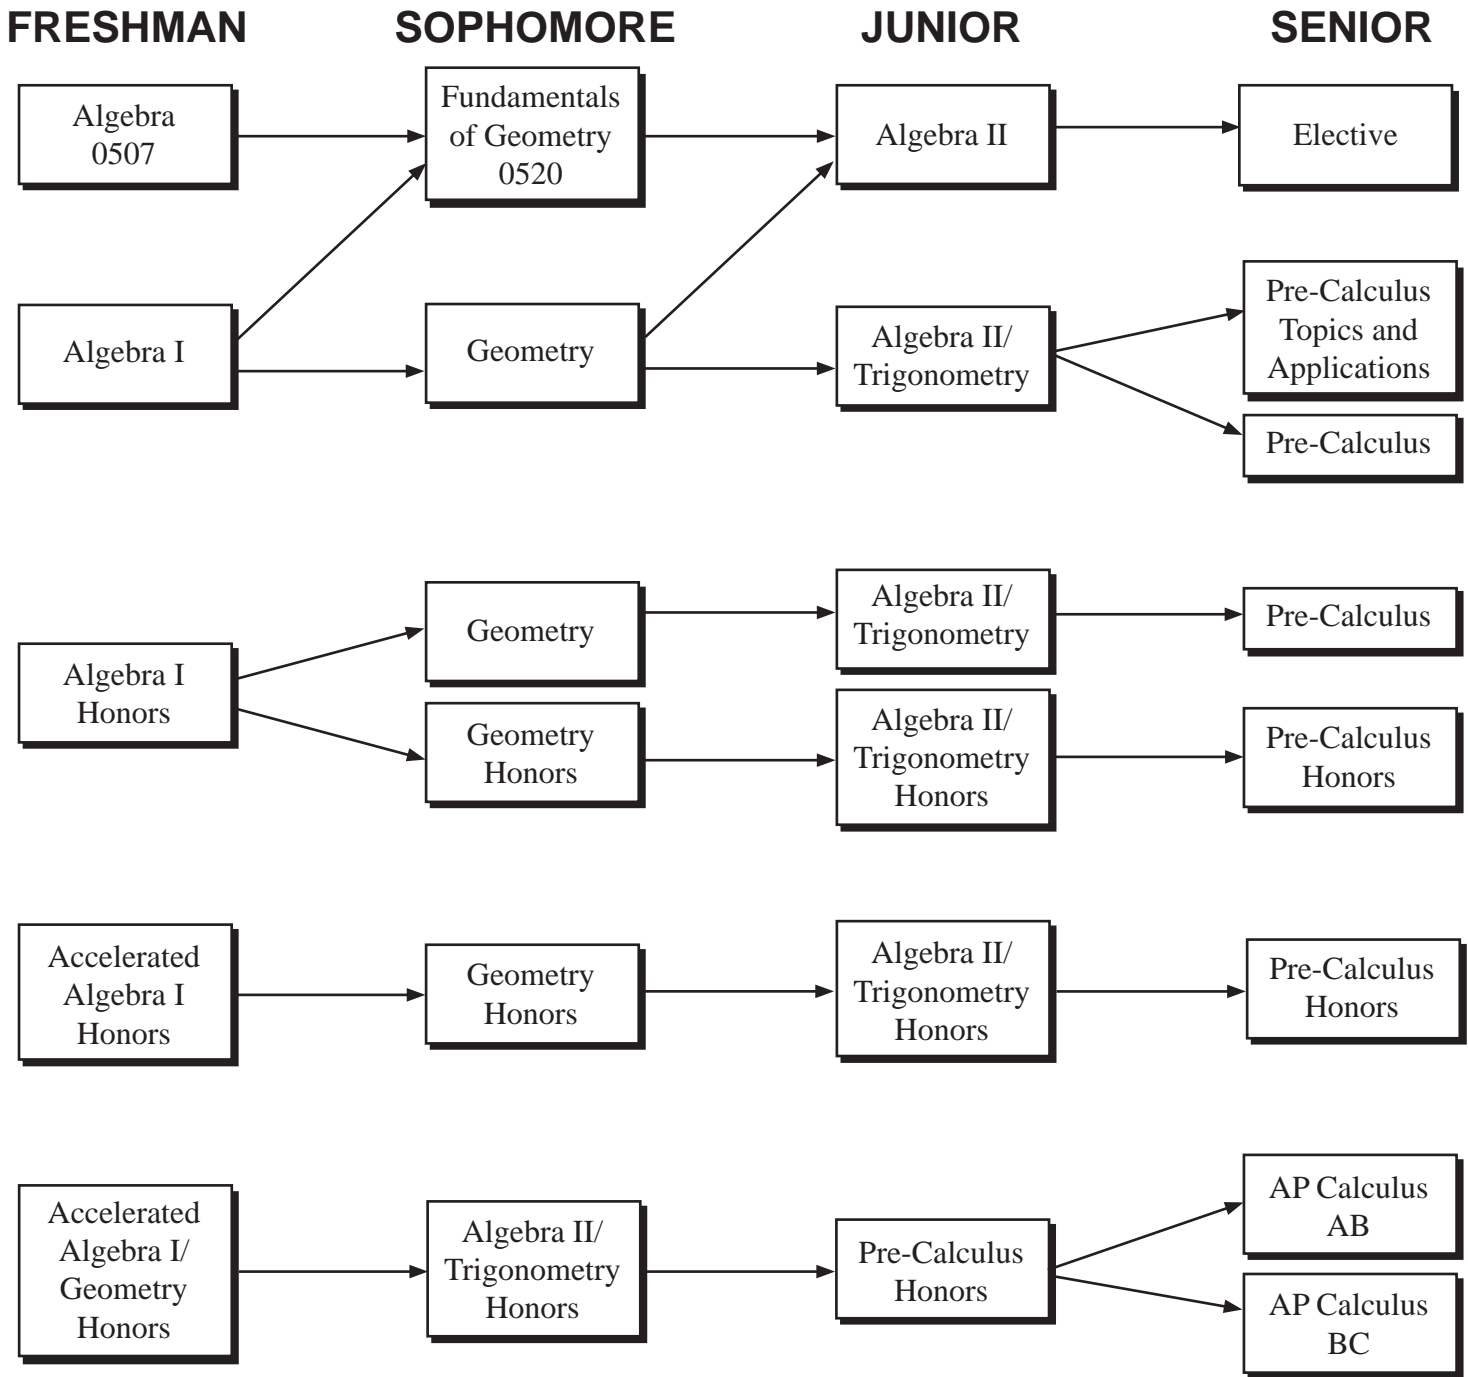 FRESHMAN SOPHOMORE JUNIOR SENIOR
Algebra
0507
Fundamentals
of Geometry
0520
Algebra II
Elective
Algebra I
Geometry
Algebra II/
Trigonometry
Pre-Calculus
Topics and
Applications
Pre-Calculus
Algebra I
Honors
Geometry
Algebra II/
Trigonometry
Pre-Calculus
Geometry
Honors
Algebra II/
Trigonometry
Honors
Pre-Calculus
Honors
Accelerated
Algebra I
Honors
Geometry
Honors
Algebra II/
Trigonometry
Honors
Pre-Calculus
Honors
Accelerated
Algebra I/
Geometry
Honors
Algebra II/
Trigonometry
Honors
Pre-Calculus
Honors
AP Calculus
AB
AP Calculus
BC